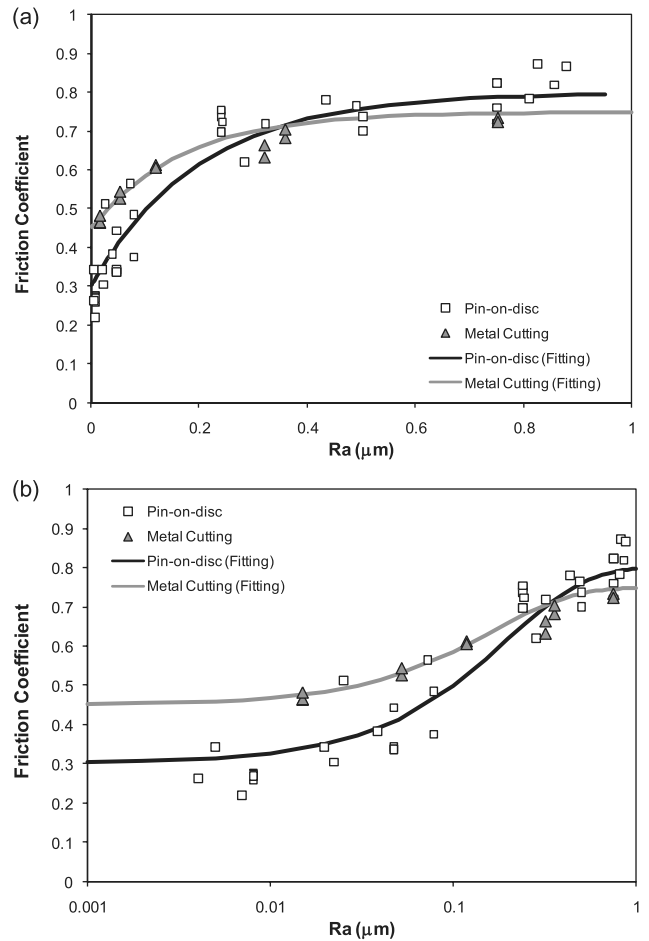 (a)
1
0.9
0.8
0.7
0.6
0.5
0.4
0.3
0.2
0.1
0
Friction Coefficient
Pin-on-disc
Metal Cutting
Pin-on-disc (Fitting)
Metal Cutting (Fitting)
0 0.2 0.4 0.6 0.8 1
Ra (μm)
(b)
1
0.9
0.8
0.7
0.6
0.5
0.4
0.3
0.2
0.1
0
Friction Coefficient
Pin-on-disc
Metal Cutting
Pin-on-disc (Fitting)
Metal Cutting (Fitting)
0.001 0.01 0.1 1
Ra (μm)